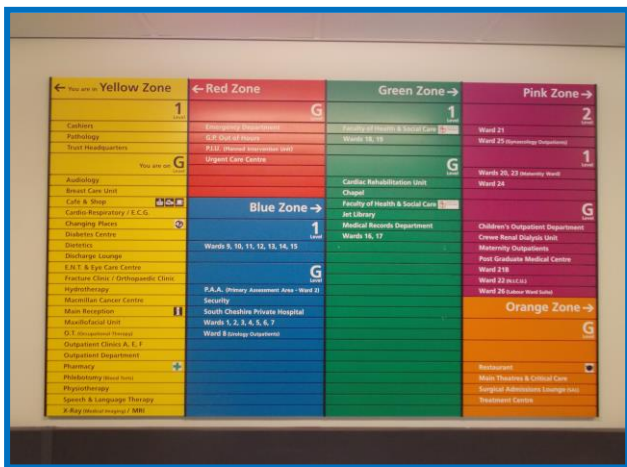 ← You are in Yellow Zone
1
Level
Cashiers
Pathology
Trust Headquarters
You are on G
Level
Audiology
Breast Care Unit
Café & Shop
Cardio-Respiratory / E.C.G.
Changing Places
Diabetes Centre
Dietetics
Discharge Lounge
E.N.T. & Eye Care Centre
Fracture Clinic / Orthopaedic Clinic
Hydrotherapy
Macmillan Cancer Centre
Main Reception
Maxillofacial Unit
O.T. (Occupational Therapy)
Outpatient Clinics A, E, F
Outpatient Department
Pharmacy
Phlebotomy (Blood Tests)
Physiotherapy
Speech & Language Therapy
X-Ray (Medical Imaging) / MRI
← Red Zone
G
Level
Emergency Department
G.P. Out of Hours
P.I.U. (Planned Intervention Unit)
Urgent Care Centre
Blue Zone →
1
Level
Wards 9, 10, 11, 12, 13, 14, 15
G
Level
P.A.A. (Primary Assessment Area - Ward 2)
Security
South Cheshire Private Hospital
Wards 1, 2, 3, 4, 5, 6, 7
Ward 8 (Urology Outpatients)
Green Zone →
1
Level
Faculty of Health & Social Care
Wards 18, 19
G
Level
Cardiac Rehabilitation Unit
Chapel
Faculty of Health & Social Care
Jet Library
Medical Records Department
Wards 16, 17
Pink Zone →
2
Level
Ward 21
Ward 25 (Gynaecology Outpatients)
1
Level
Wards 20, 23 (Maternity Ward)
Ward 24
G
Level
Children's Outpatient Department
Crewe Renal Dialysis Unit
Maternity Outpatients
Post Graduate Medical Centre
Ward 21B
Ward 22 (N.I.C.U.)
Ward 26 (Labour Ward Suite)
Orange Zone →
G
Level
Restaurant
Main Theatres & Critical Care
Surgical Admissions Lounge (SAL)
Treatment Centre